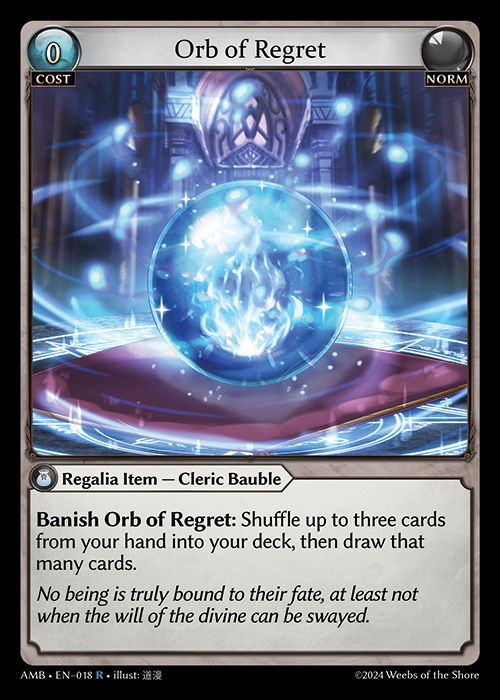 0
Orb of Regret
COST
NORM
Regalia Item — Cleric Bauble
Banish Orb of Regret: Shuffle up to three cards
from your hand into your deck, then draw that
many cards.
No being is truly bound to their fate, at least not
when the will of the divine can be swayed.
AMB • EN–018 R • illust: 道漫
©2024 Weebs of the Shore